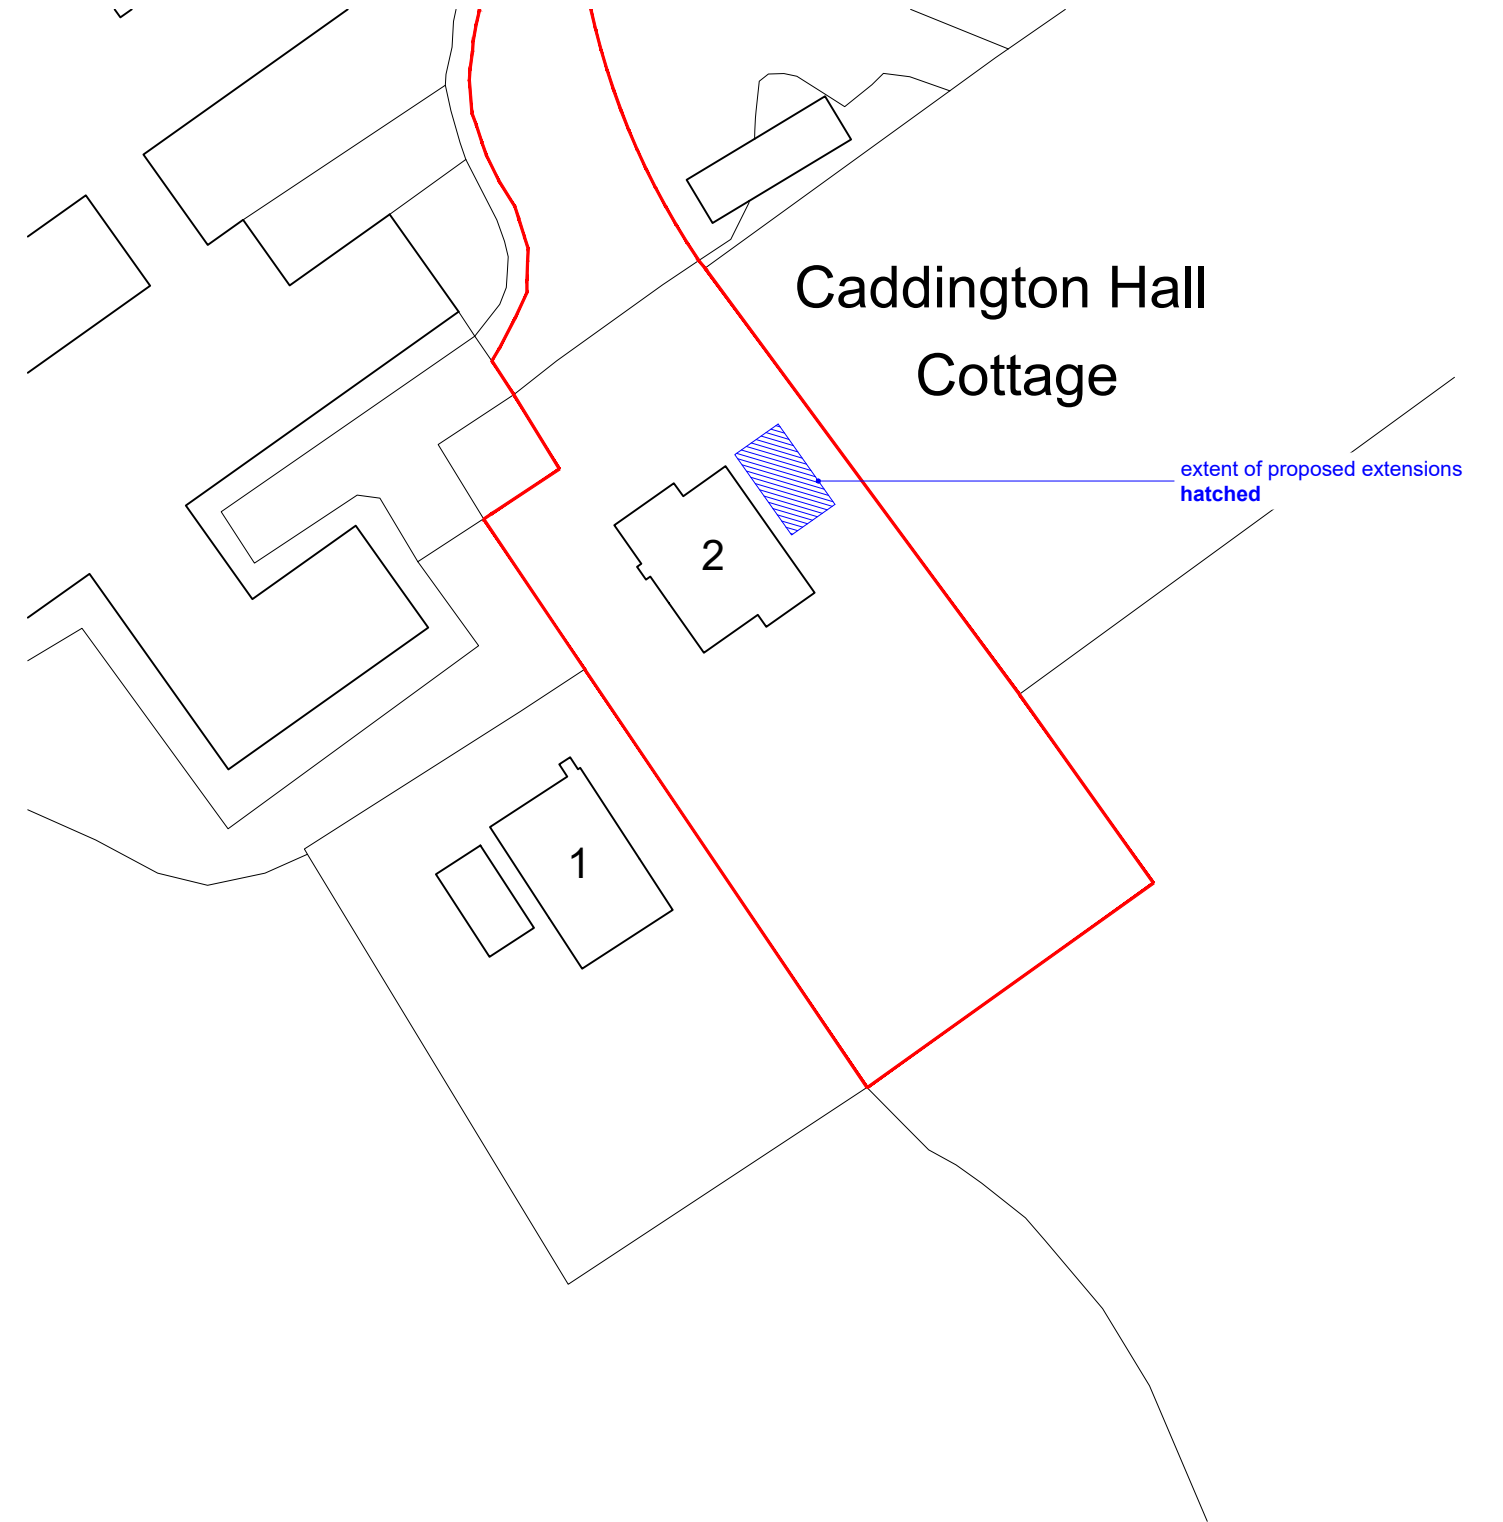 Caddington Hall
Cottage
extent of proposed extensions
hatched
2
1